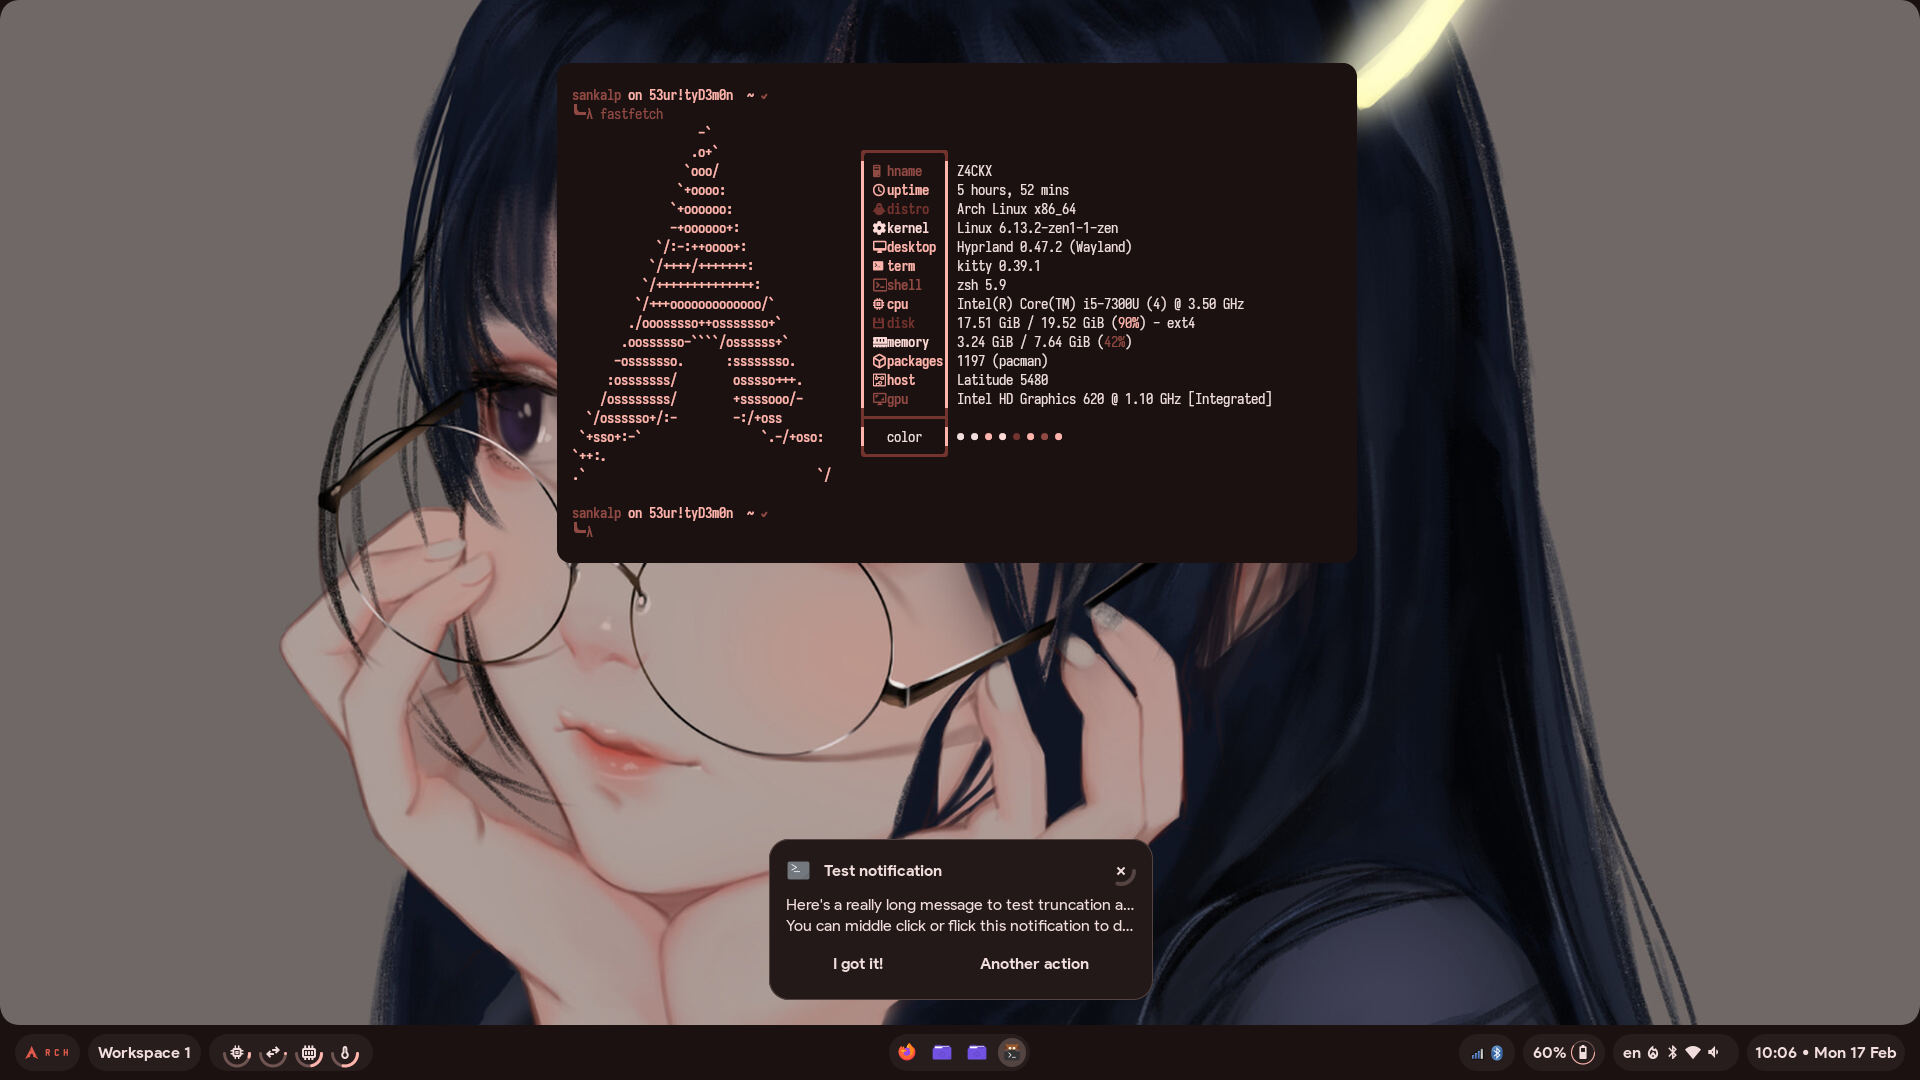 sankalp on 53ur!tyD3m0n ~ ✓
╰─λ fastfetch
-`
.o+`
`ooo/
`+oooo:
`+oooooo:
-+oooooo+:
`/:-:++oooo+:
`/++++/+++++++:
`/++++++++++++++:
`/+++ooooooooooooo/`
./ooosssso++osssssso+`
.oossssso-````/ossssss+`
-osssssso. :ssssssso.
:osssssss/ osssso+++.
/ossssssss/ +ssssooo/-
`/ossssso+/:- -:/+oss
`+sso+:-` `.-/+oso:
`++:.
.` `/
hname Z4CKX
uptime 5 hours, 52 mins
distro Arch Linux x86_64
kernel Linux 6.13.2-zen1-1-zen
desktop Hyprland 0.47.2 (Wayland)
term kitty 0.39.1
shell zsh 5.9
cpu Intel(R) Core(TM) i5-7300U (4) @ 3.50 GHz
disk 17.51 GiB / 19.52 GiB (90%) - ext4
memory 3.24 GiB / 7.64 GiB (42%)
packages 1197 (pacman)
host Latitude 5480
gpu Intel HD Graphics 620 @ 1.10 GHz [Integrated]
color
sankalp on 53ur!tyD3m0n ~ ✓
╰─λ
Test notification
Here's a really long message to test truncation a...
You can middle click or flick this notification to d...
I got it! Another action
RCH Workspace 1 60% en 10:06 • Mon 17 Feb